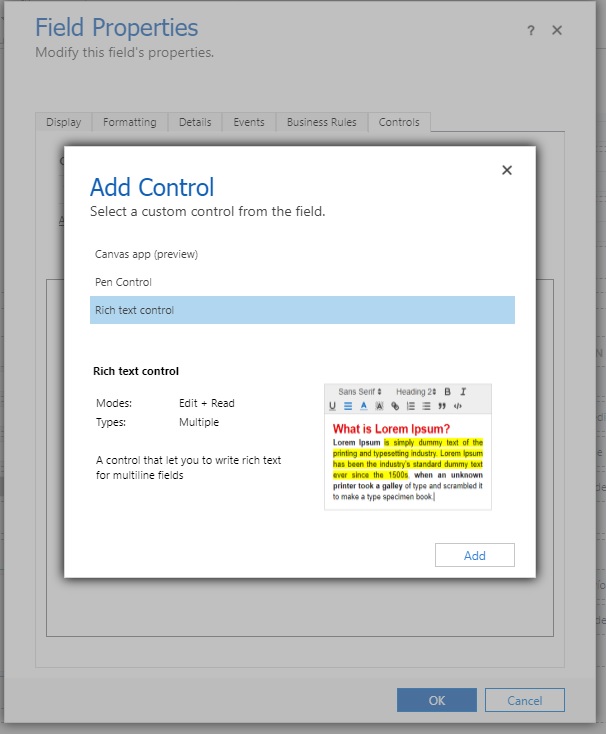 Field Properties
? ✕
Modify this field's properties.
Display Formatting Details Events Business Rules Controls
✕
Add Control
Select a custom control from the field.
Canvas app (preview)
Pen Control
Rich text control
Rich text control
Modes: Edit + Read
Types: Multiple
A control that let you to write rich text
for multiline fields
Sans Serif Heading 2 B I
U A A
What is Lorem Ipsum?
Lorem Ipsum is simply dummy text of the
printing and typesetting industry. Lorem Ipsum
has been the industry's standard dummy text
ever since the 1500s, when an unknown
printer took a galley of type and scrambled it
to make a type specimen book.
Add
OK Cancel